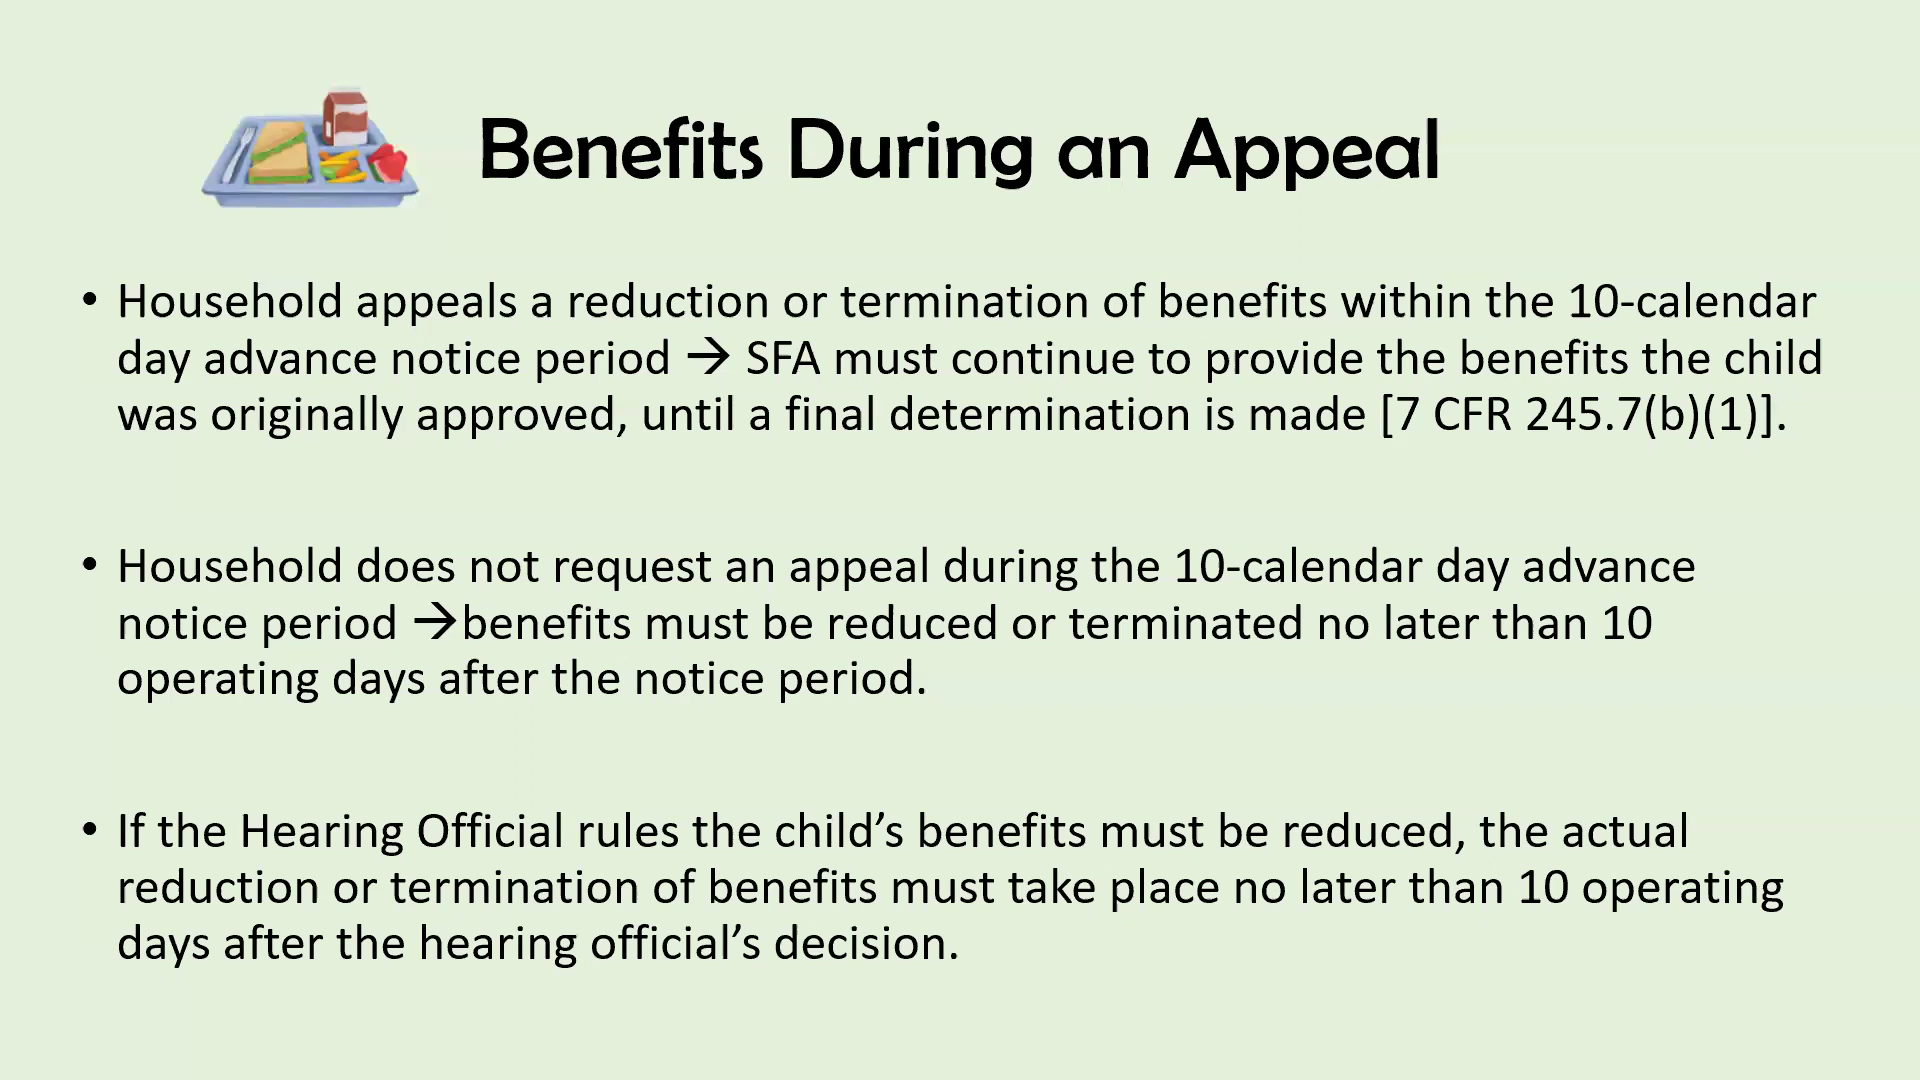 Benefits During an Appeal
• Household appeals a reduction or termination of benefits within the 10-calendar
day advance notice period → SFA must continue to provide the benefits the child
was originally approved, until a final determination is made [7 CFR 245.7(b)(1)].
• Household does not request an appeal during the 10-calendar day advance
notice period →benefits must be reduced or terminated no later than 10
operating days after the notice period.
• If the Hearing Official rules the child’s benefits must be reduced, the actual
reduction or termination of benefits must take place no later than 10 operating
days after the hearing official’s decision.